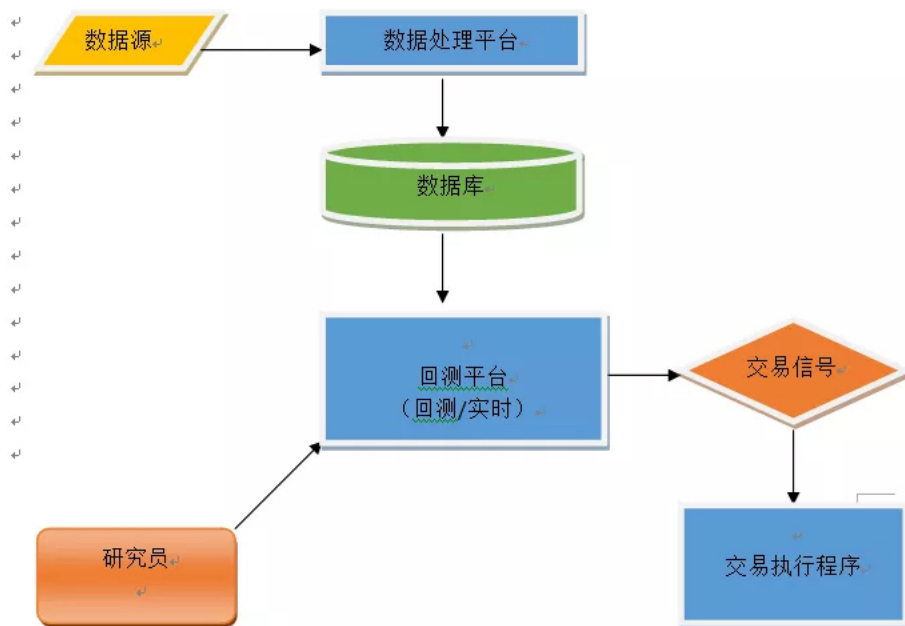 数据源
数据处理平台
数据库
回测平台
（回测/实时）
交易信号
研究员
交易执行程序